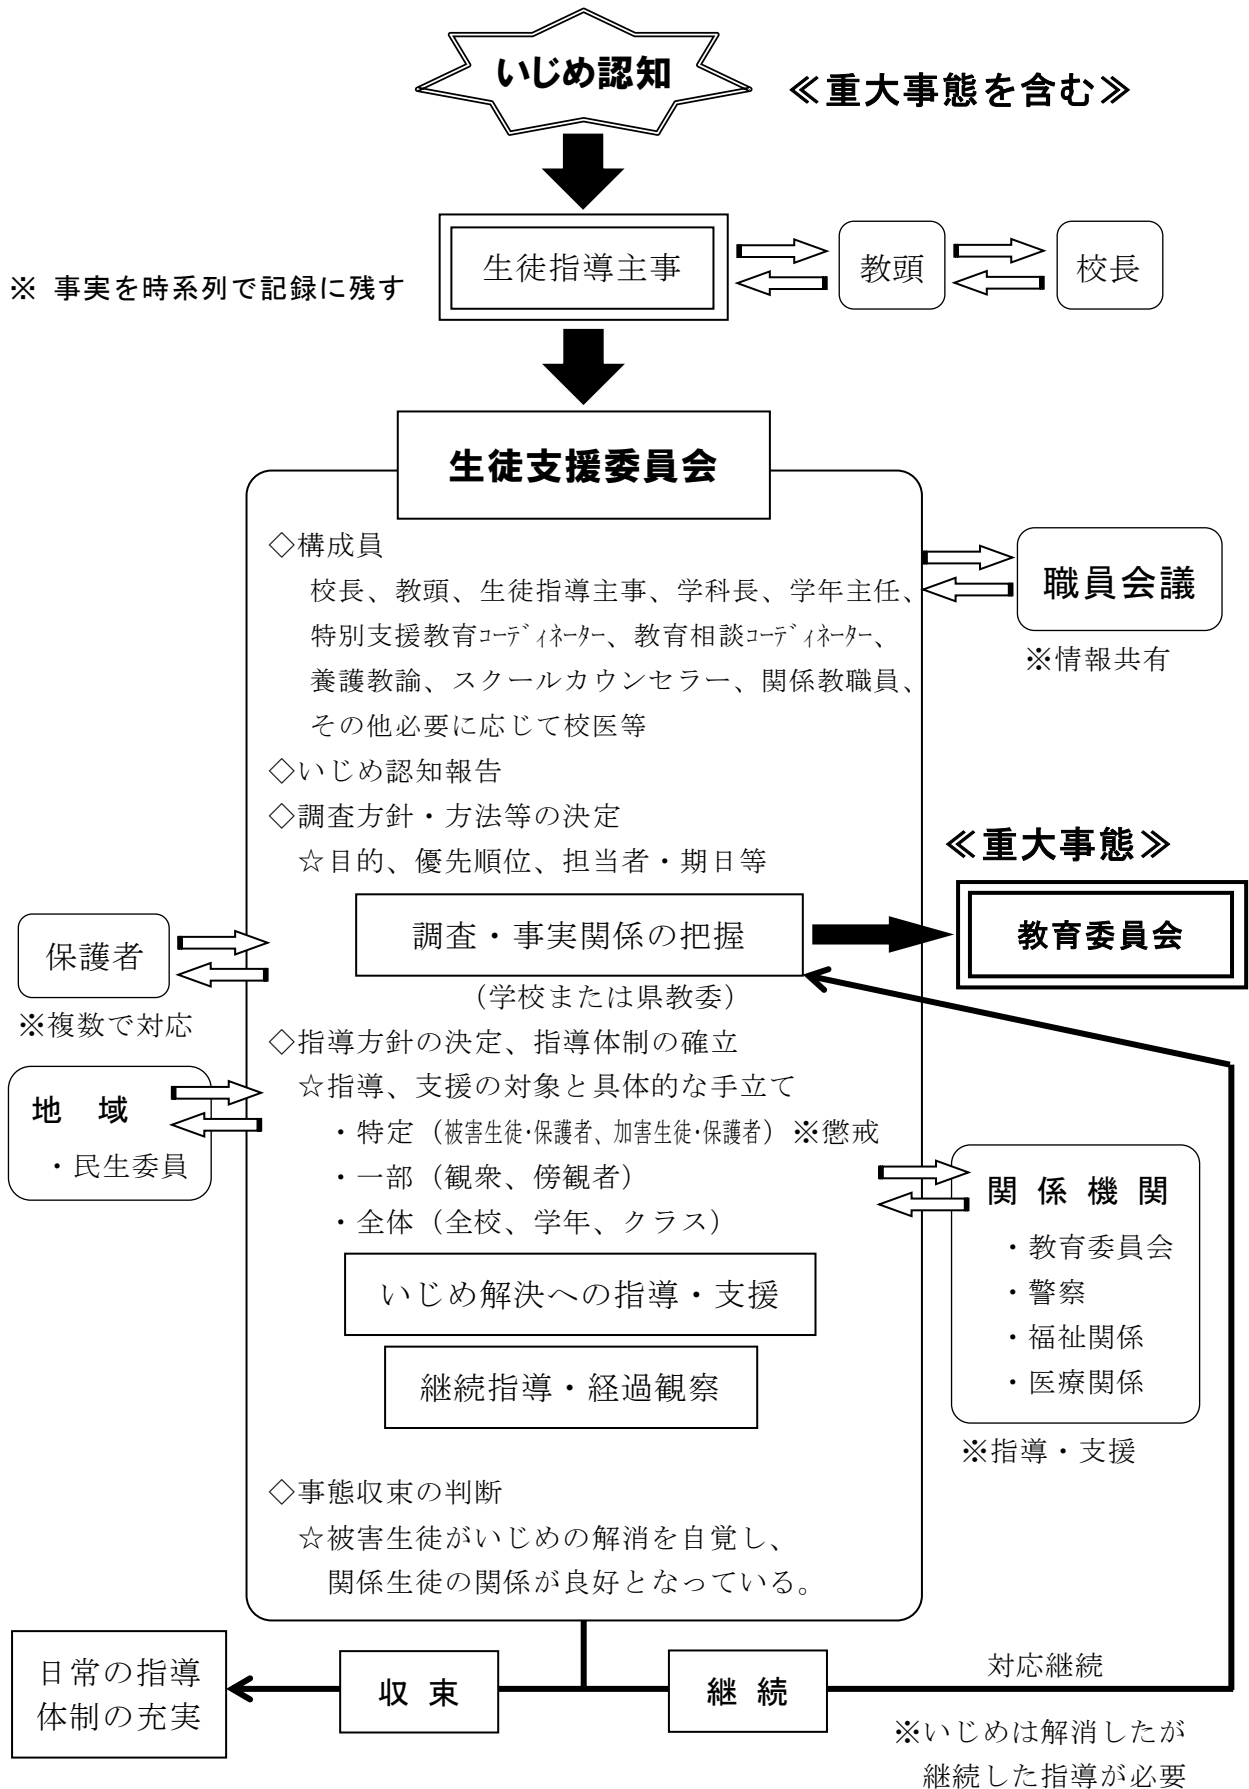 いじめ認知
≪重大事態を含む≫
生徒指導主事
教頭
校長
※ 事実を時系列で記録に残す
生徒支援委員会
◇構成員
校長、教頭、生徒指導主事、学科長、学年主任、
特別支援教育ｺｰﾃﾞｨﾈｰﾀｰ、教育相談ｺｰﾃﾞｨﾈｰﾀｰ、
養護教諭、スクールカウンセラー、関係教職員、
その他必要に応じて校医等
職員会議
※情報共有
◇いじめ認知報告
◇調査方針・方法等の決定
☆目的、優先順位、担当者・期日等
≪重大事態≫
調査・事実関係の把握
教育委員会
（学校または県教委）
保護者
※複数で対応
◇指導方針の決定、指導体制の確立
☆指導、支援の対象と具体的な手立て
・特定（被害生徒・保護者、加害生徒・保護者）※懲戒
・一部（観衆、傍観者）
・全体（全校、学年、クラス）
地　域
・民生委員
関 係 機 関
・教育委員会
・警察
・福祉関係
・医療関係
※指導・支援
いじめ解決への指導・支援
継続指導・経過観察
◇事態収束の判断
☆被害生徒がいじめの解消を自覚し、
関係生徒の関係が良好となっている。
日常の指導
体制の充実
収 束
継 続
対応継続
※いじめは解消したが
継続した指導が必要